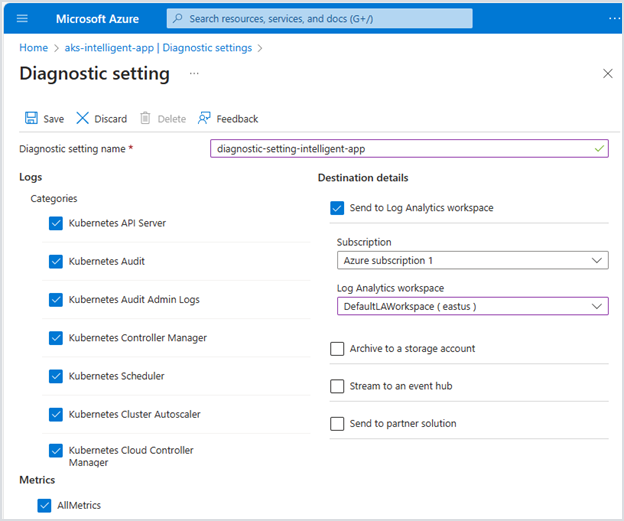 Microsoft Azure
Search resources, services, and docs (G+/)
...
Home > aks-intelligent-app | Diagnostic settings >
Diagnostic setting ...
Save Discard Delete Feedback
Diagnostic setting name *
diagnostic-setting-intelligent-app
Logs
Categories
Kubernetes API Server
Kubernetes Audit
Kubernetes Audit Admin Logs
Kubernetes Controller Manager
Kubernetes Scheduler
Kubernetes Cluster Autoscaler
Kubernetes Cloud Controller
Manager
Metrics
AllMetrics
Destination details
Send to Log Analytics workspace
Subscription
Azure subscription 1
Log Analytics workspace
DefaultLAWorkspace ( eastus )
Archive to a storage account
Stream to an event hub
Send to partner solution